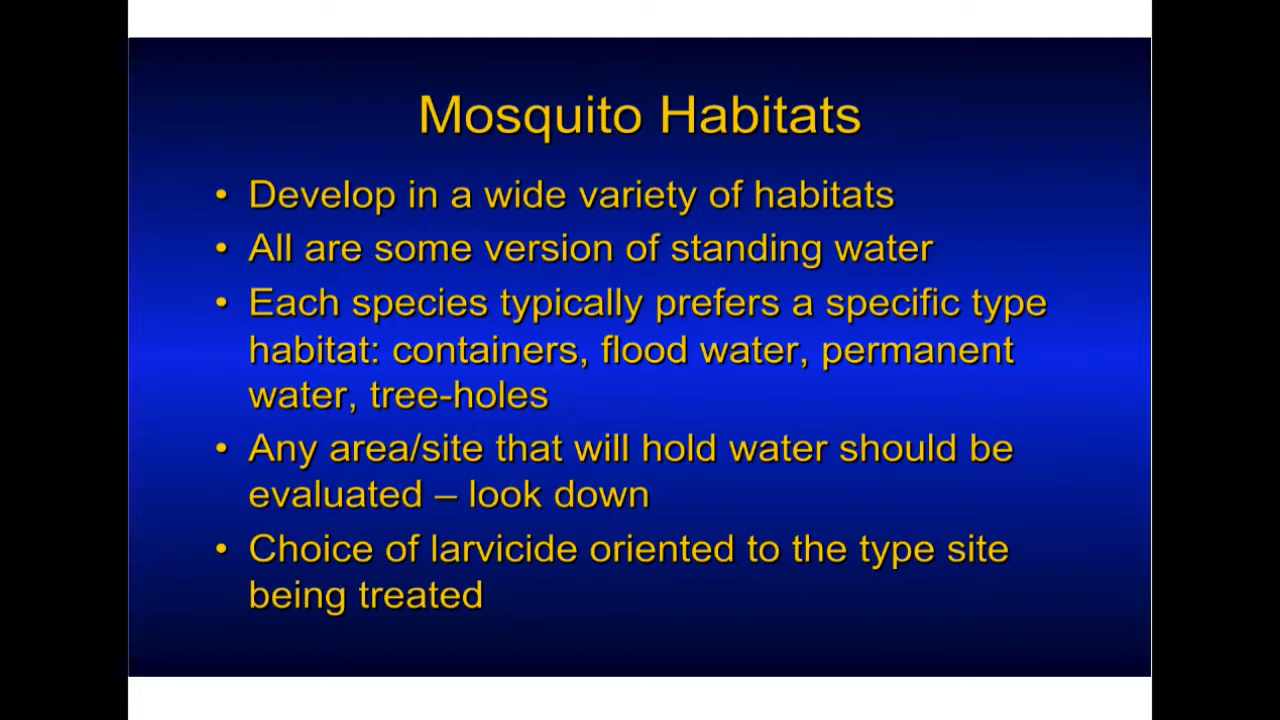 Mosquito Habitats
• Develop in a wide variety of habitats
• All are some version of standing water
• Each species typically prefers a specific type
habitat: containers, flood water, permanent
water, tree-holes
• Any area/site that will hold water should be
evaluated – look down
• Choice of larvicide oriented to the type site
being treated